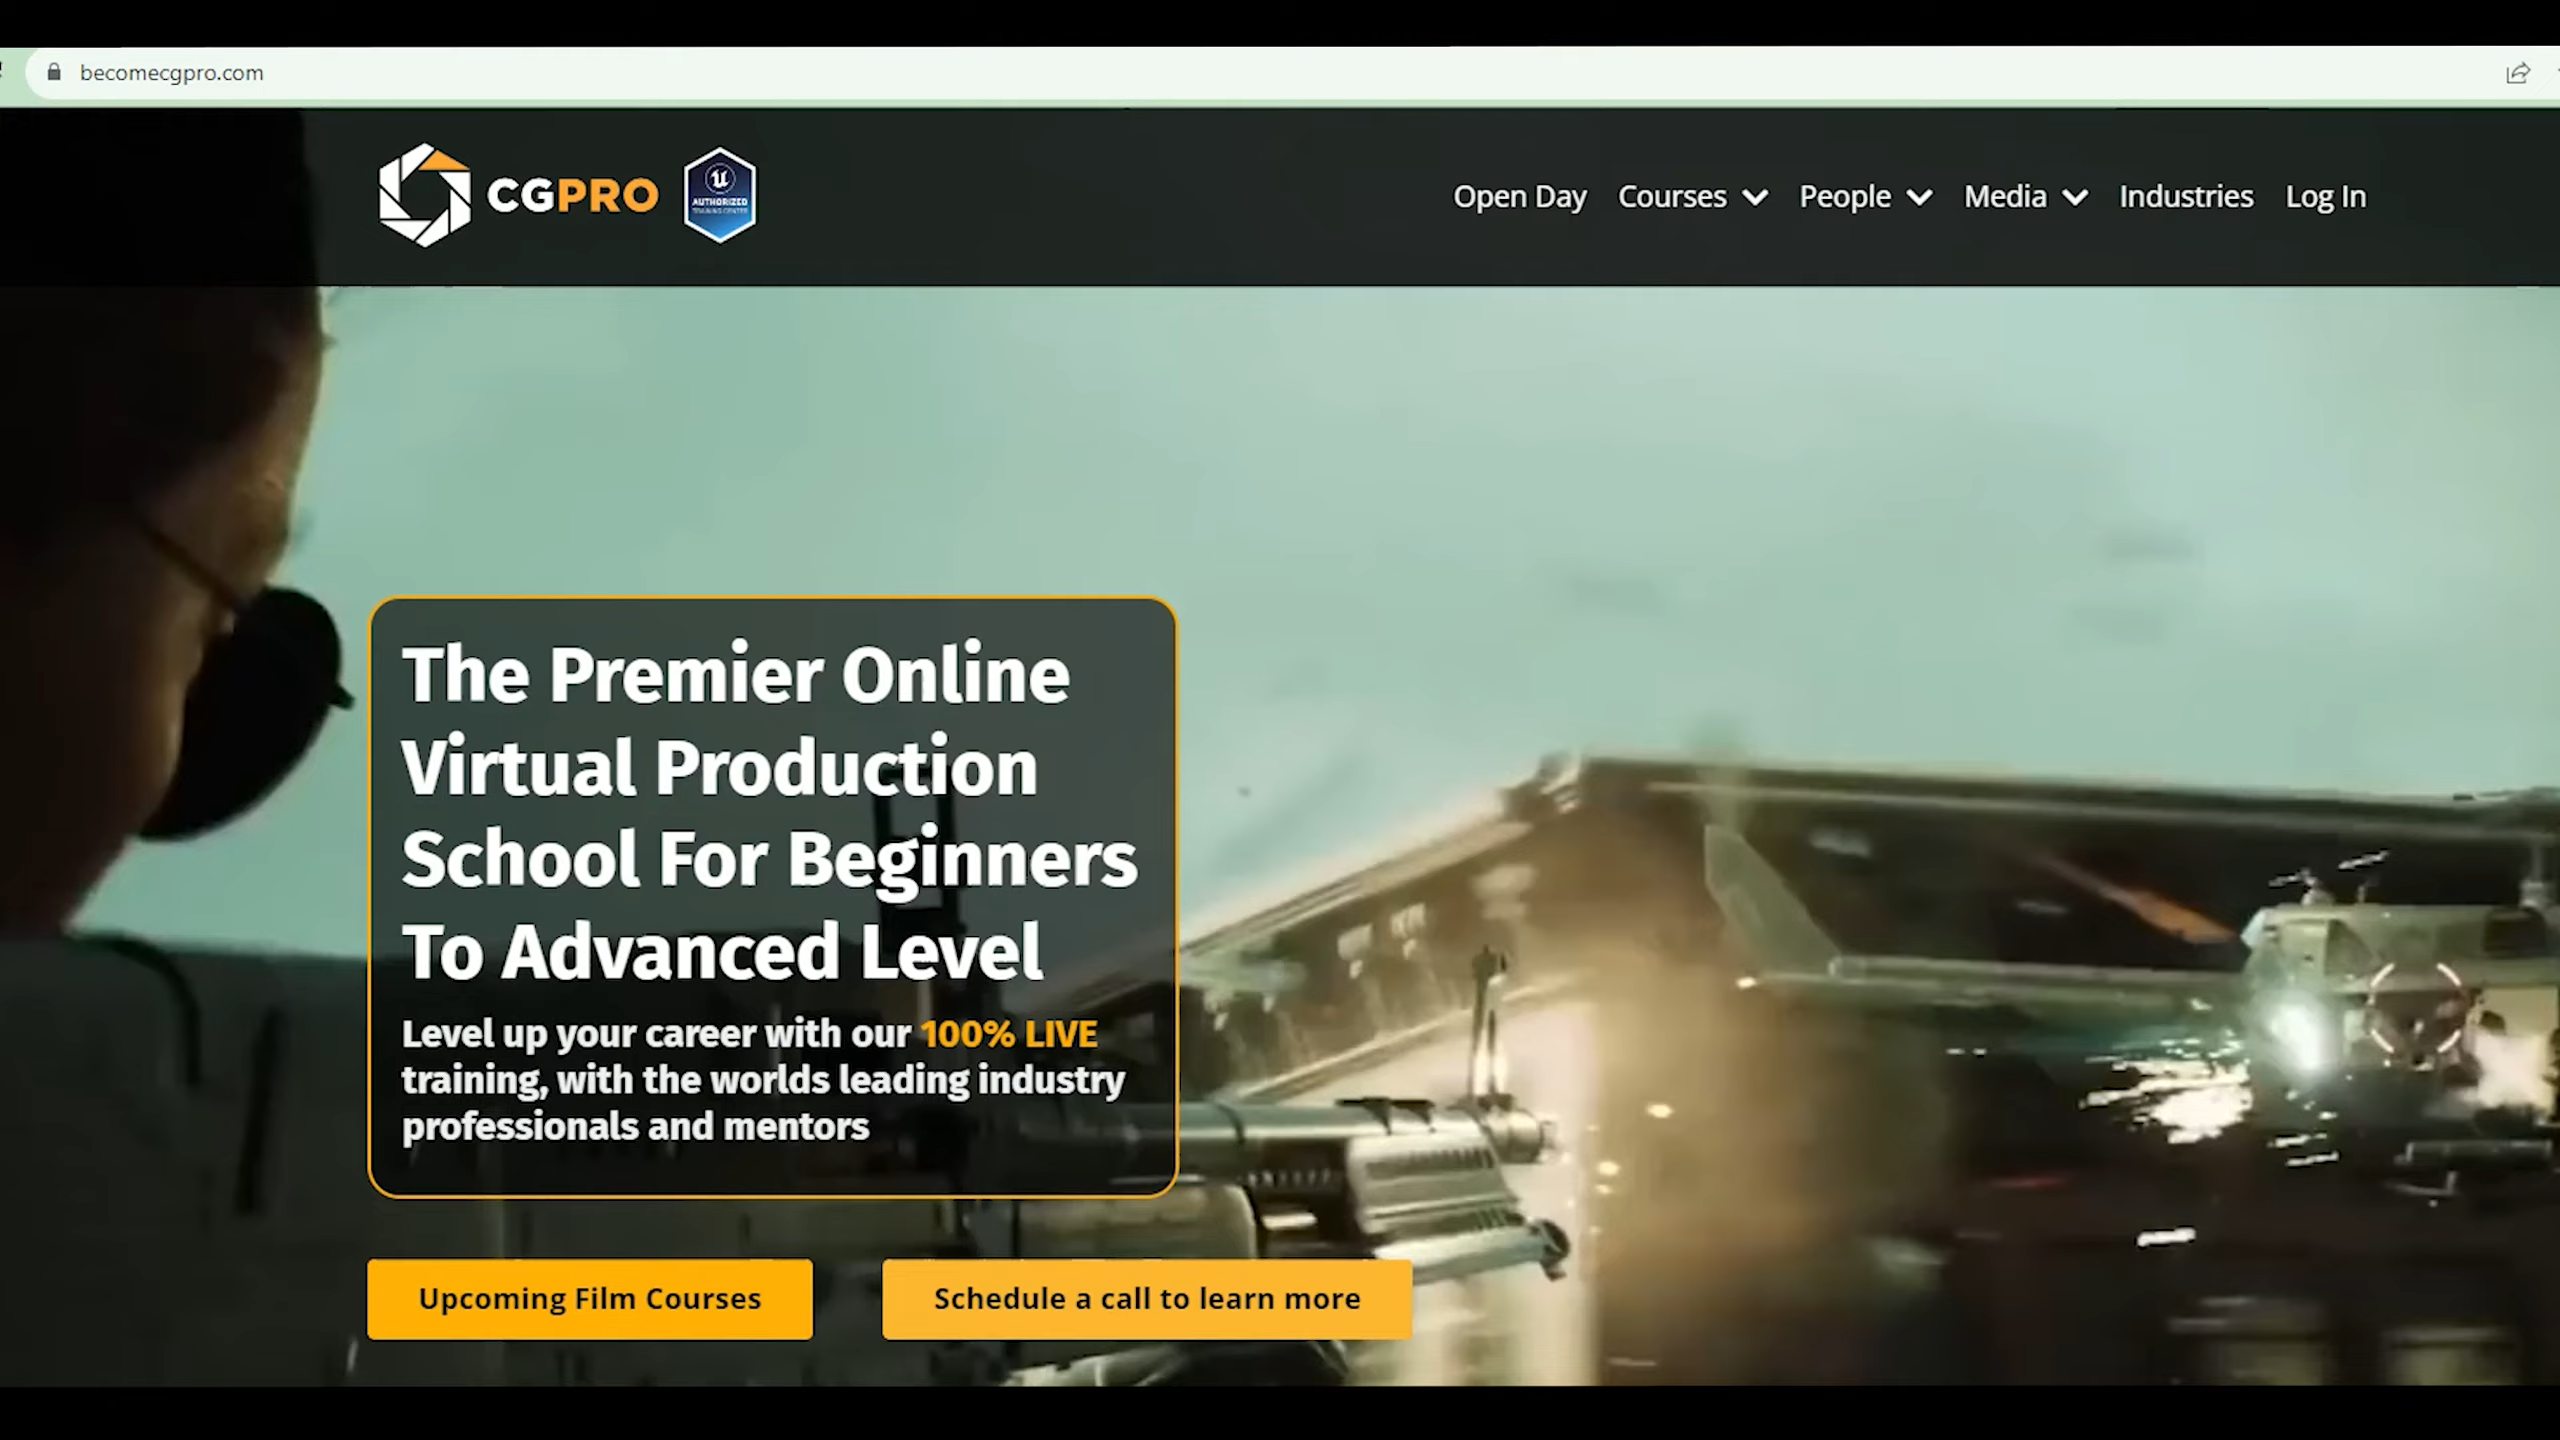 becomecgpro.com
CGPRO
AUTHORIZED
TRAINING CENTER
Open Day
Courses
People
Media
Industries
Log In
The Premier Online
Virtual Production
School For Beginners
To Advanced Level
Level up your career with our 100% LIVE
training, with the worlds leading industry
professionals and mentors
Upcoming Film Courses
Schedule a call to learn more